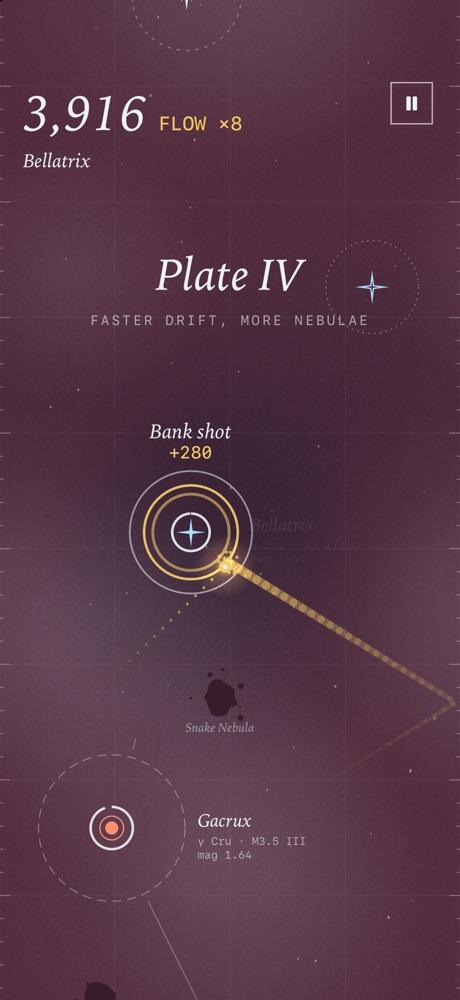 3,916 FLOW ×8
Bellatrix
Plate IV
FASTER DRIFT, MORE NEBULAE
Bank shot
+280
Bellatrix
Snake Nebula
Gacrux
γ Cru · M3.5 III
mag 1.64